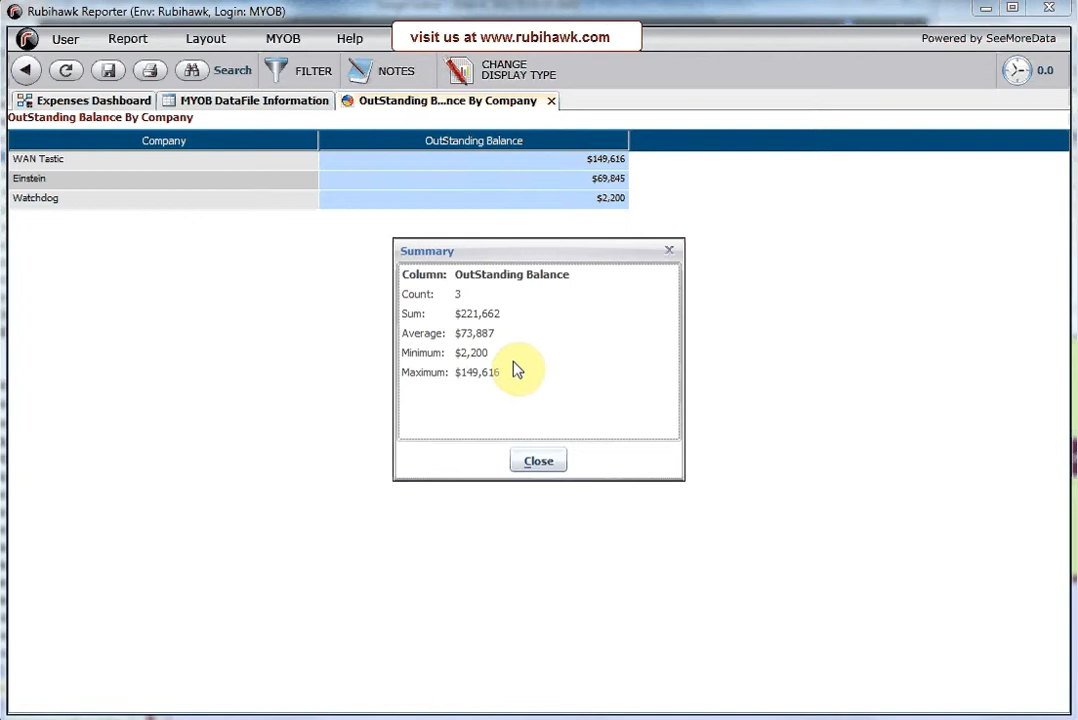 Rubihawk Reporter (Env: Rubihawk, Login: MYOB)
User Report Layout MYOB Help visit us at www.rubihawk.com Powered by SeeMoreData
Search FILTER NOTES CHANGE DISPLAY TYPE 0.0
Expenses Dashboard MYOB DataFile Information OutStanding B...nce By Company
OutStanding Balance By Company
Company OutStanding Balance
WAN Tastic $149,616
Einstein $69,845
Watchdog $2,200
Summary
Column: OutStanding Balance
Count: 3
Sum: $221,662
Average: $73,887
Minimum: $2,200
Maximum: $149,616
Close